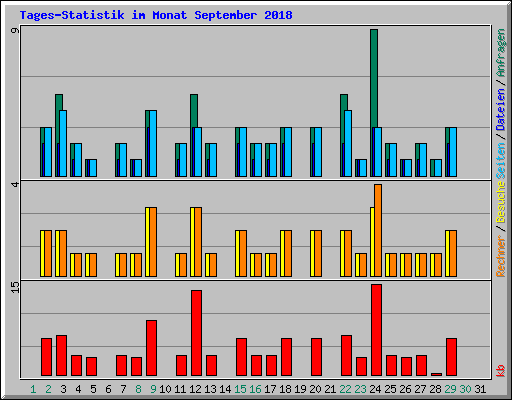 Tages-Statistik im Monat September 2018
9
4
15
Rechner / Besuche Seiten / Dateien / Anfragen
kb
1 2 3 4 5 6 7 8 9 10 11 12 13 14 15 16 17 18 19 20 21 22 23 24 25 26 27 28 29 30 31